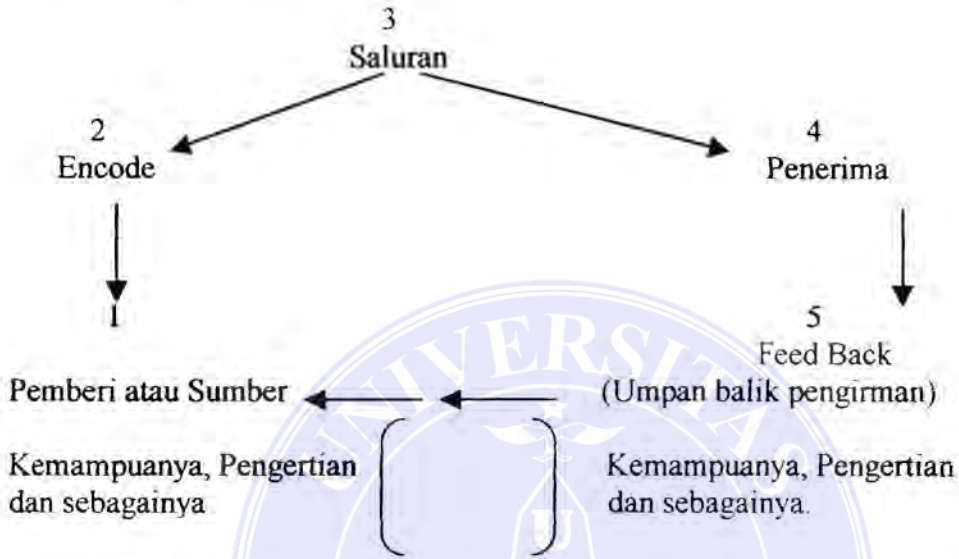 3
Saluran
2
Encode
4
Penerima
1
Pemberi atau Sumber
5
Feed Back
(Umpan balik pengirman)
Kemampuanya, Pengertian
dan sebagainya
Kemampuanya, Pengertian
dan sebagainya.
UNIVERSITAS
U